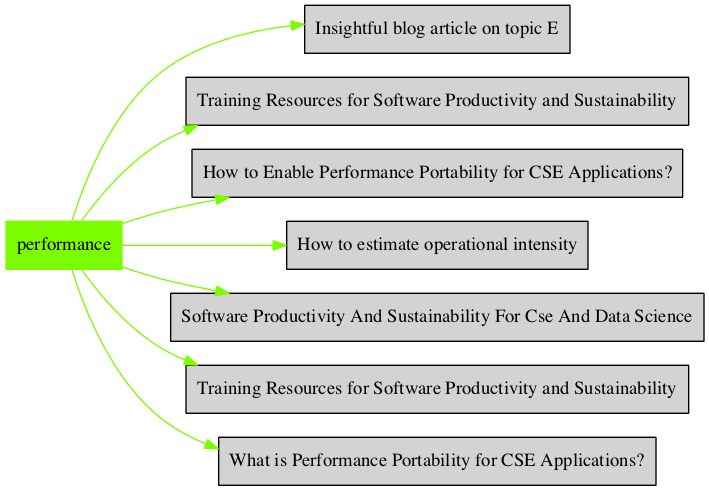 Insightful blog article on topic E
Training Resources for Software Productivity and Sustainability
How to Enable Performance Portability for CSE Applications?
performance
How to estimate operational intensity
Software Productivity And Sustainability For Cse And Data Science
Training Resources for Software Productivity and Sustainability
What is Performance Portability for CSE Applications?